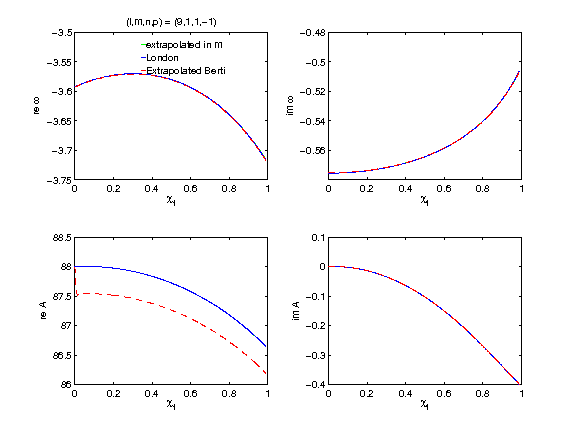 (l,m,n,p) = (9,1,1,−1)
−3.5
−3.55
−3.6
−3.65
−3.7
−3.75
re ω
extrapolated in M
London
Extrapolated Berti
0 0.2 0.4 0.6 0.8 1
χf
−0.48
−0.5
−0.52
−0.54
−0.56
im ω
0 0.2 0.4 0.6 0.8 1
χf
88.5
88
87.5
87
86.5
86
re A
0 0.2 0.4 0.6 0.8 1
χf
0.1
0
−0.1
−0.2
−0.3
−0.4
im A
0 0.2 0.4 0.6 0.8 1
χf